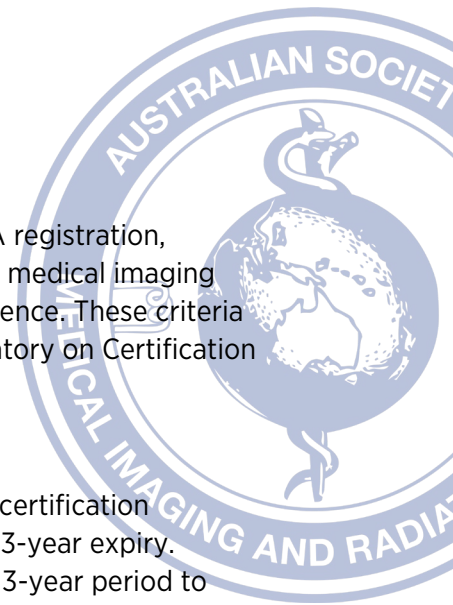 AUSTRALIAN SOCIET
MEDICAL IMAGING AND RADIAT
A registration,
medical imaging
ence. These criteria
atory on Certification
certification
3-year expiry.
3-year period to